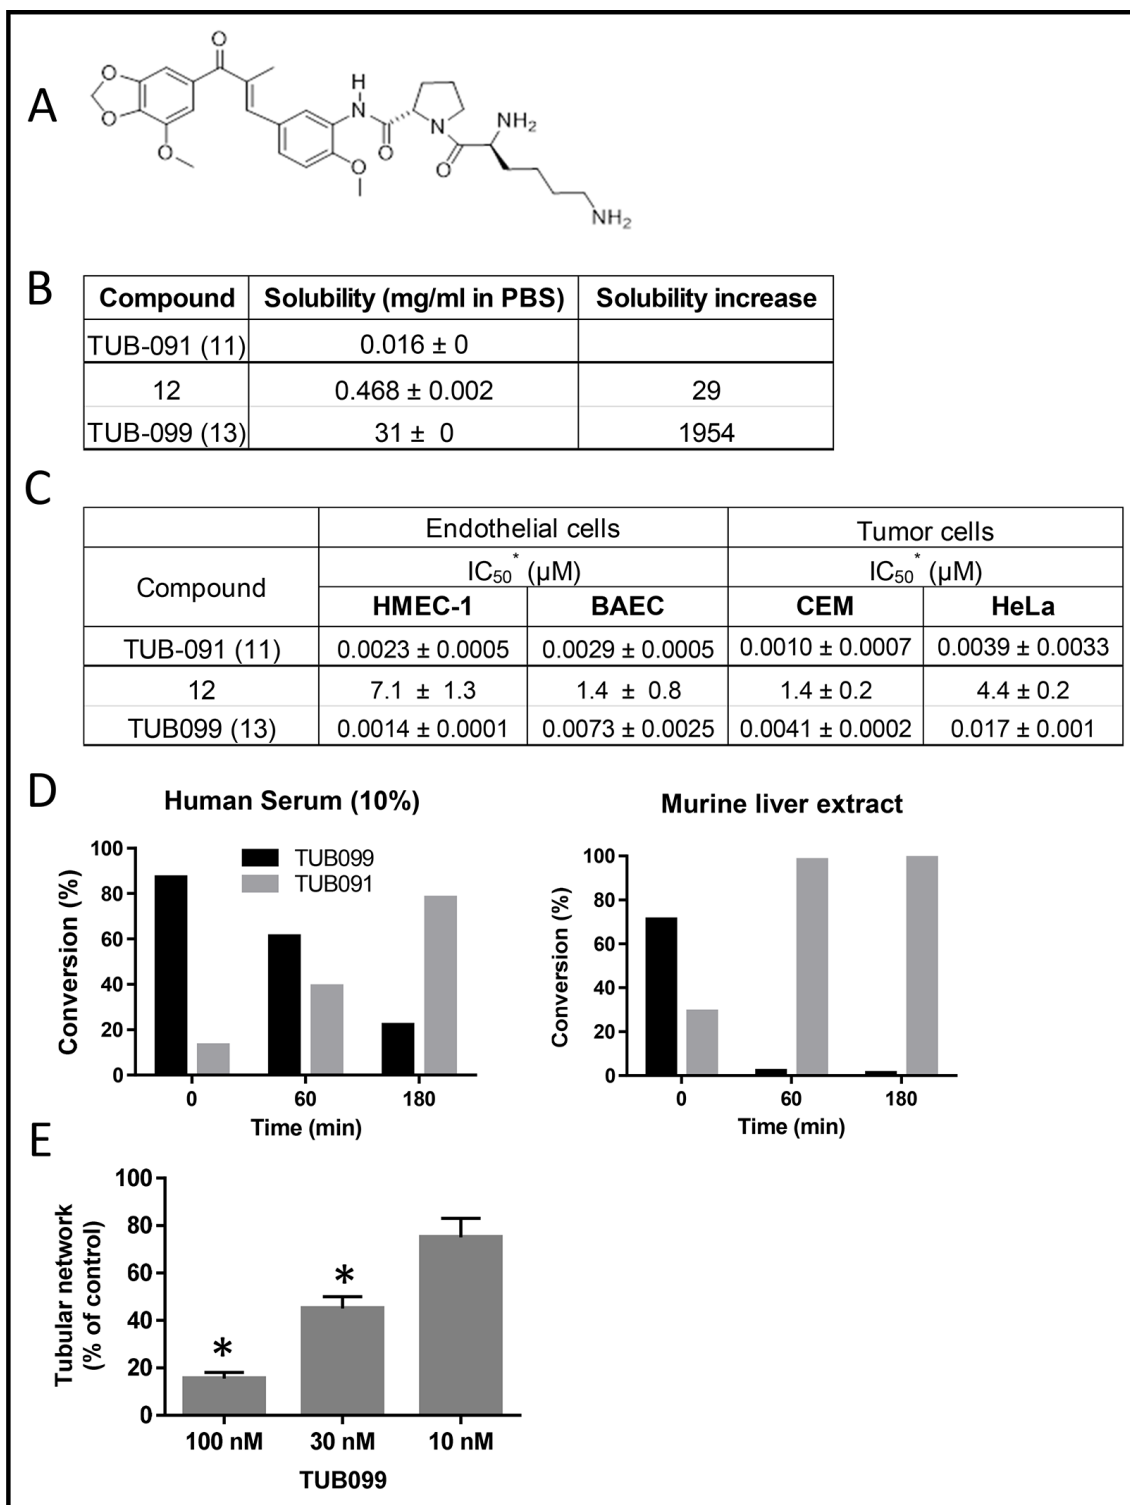 A
O
O
O
O
H
N
O
N
O
NH2
O
NH2
B
Compound Solubility (mg/ml in PBS) Solubility increase
TUB-091 (11) 0.016 ± 0
12 0.468 ± 0.002 29
TUB-099 (13) 31 ± 0 1954
C
Endothelial cells Tumor cells
Compound IC50* (µM) IC50* (µM)
HMEC-1 BAEC CEM HeLa
TUB-091 (11) 0.0023 ± 0.0005 0.0029 ± 0.0005 0.0010 ± 0.0007 0.0039 ± 0.0033
12 7.1 ± 1.3 1.4 ± 0.8 1.4 ± 0.2 4.4 ± 0.2
TUB099 (13) 0.0014 ± 0.0001 0.0073 ± 0.0025 0.0041 ± 0.0002 0.017 ± 0.001
D
Human Serum (10%)
Conversion (%)
100
80
60
40
20
0
TUB099
TUB091
0 60 180
Time (min)
Murine liver extract
Conversion (%)
100
80
60
40
20
0
0 60 180
Time (min)
E
Tubular network
(% of control)
100
80
60
40
20
0
*
*
100 nM 30 nM 10 nM
TUB099